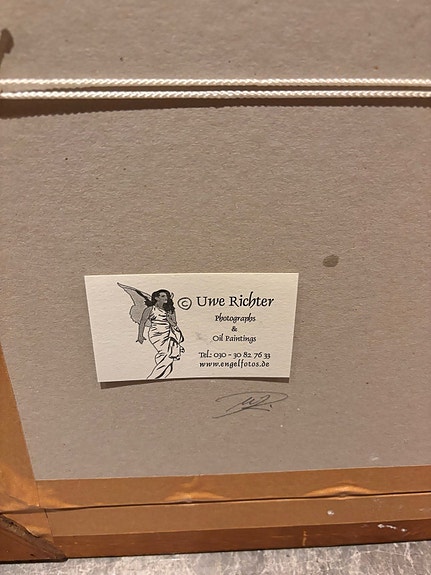 © Uwe Richter
Photographs
&
Oil Paintings
Tel.: 030 - 30 82 76 33
www.engelfotos.de